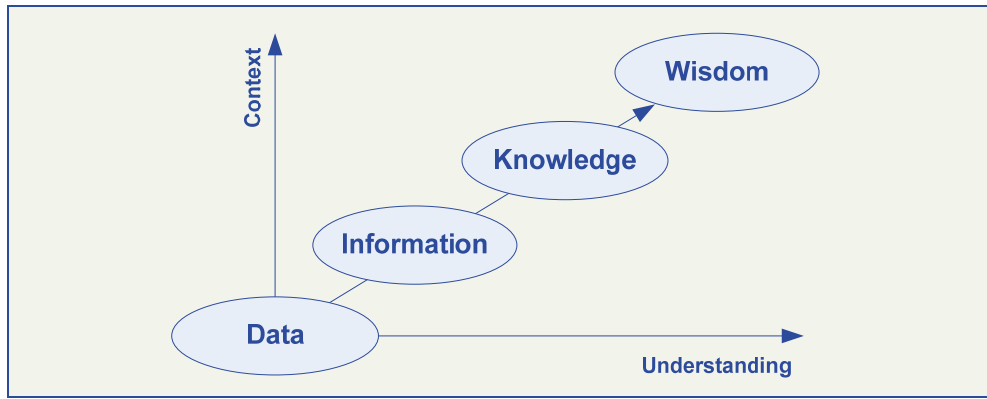 Context
Wisdom
Knowledge
Information
Data
Understanding